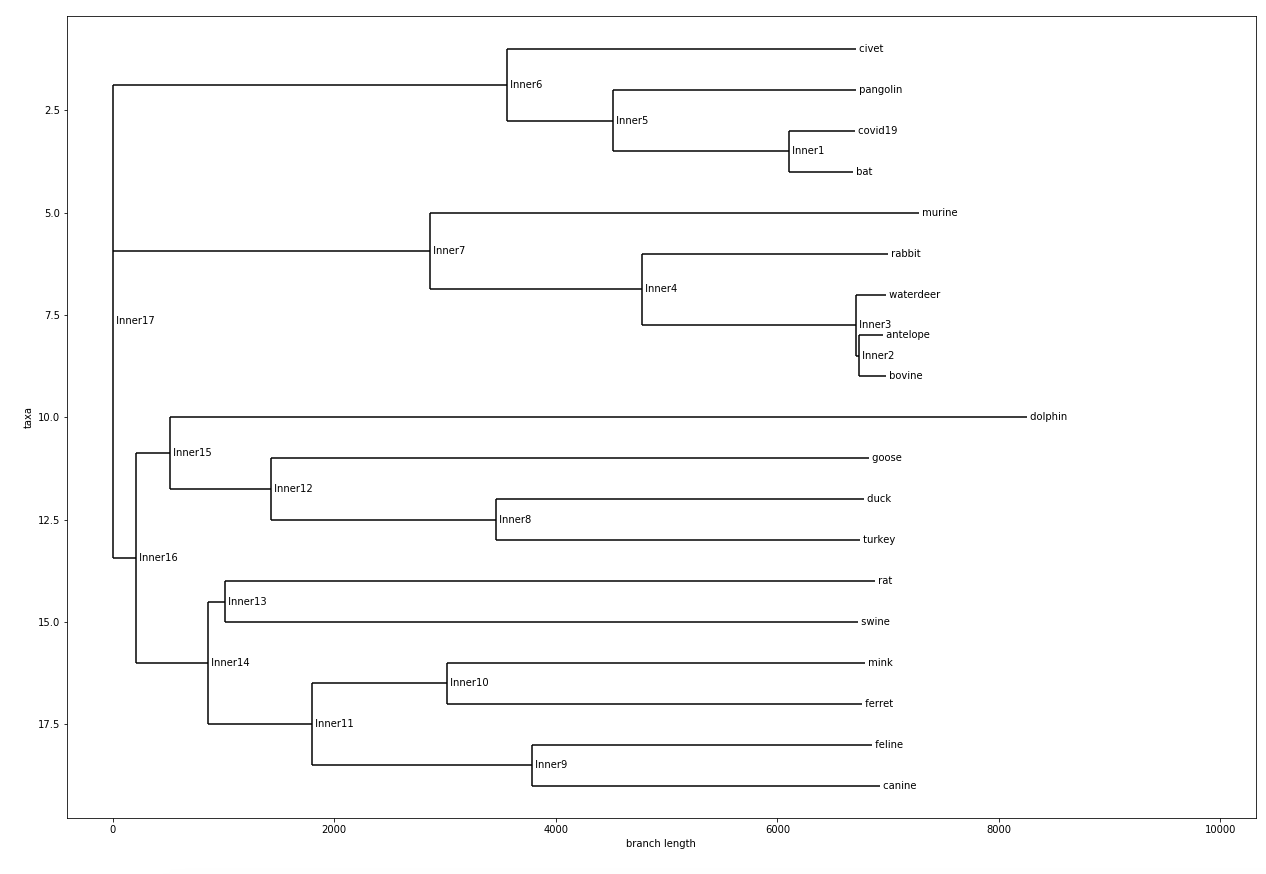 civet
Inner6
pangolin
2.5
Inner5
covid19
Inner1
bat
5.0
murine
Inner7
rabbit
Inner4
waterdeer
7.5
Inner17
Inner3
antelope
Inner2
bovine
10.0
dolphin
taxa
Inner15
goose
Inner12
duck
12.5
Inner8
turkey
Inner16
rat
Inner13
15.0
swine
Inner14
mink
Inner10
ferret
17.5
Inner11
feline
Inner9
canine
0 2000 4000 6000 8000 10000
branch length